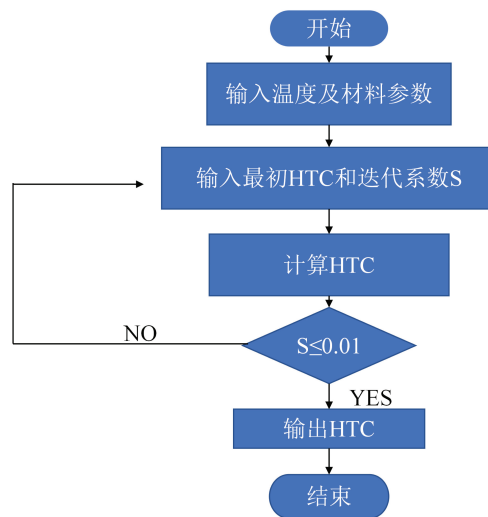 开始
输入温度及材料参数
输入最初HTC和迭代系数S
计算HTC
NO
S≤0.01
YES
输出HTC
结束